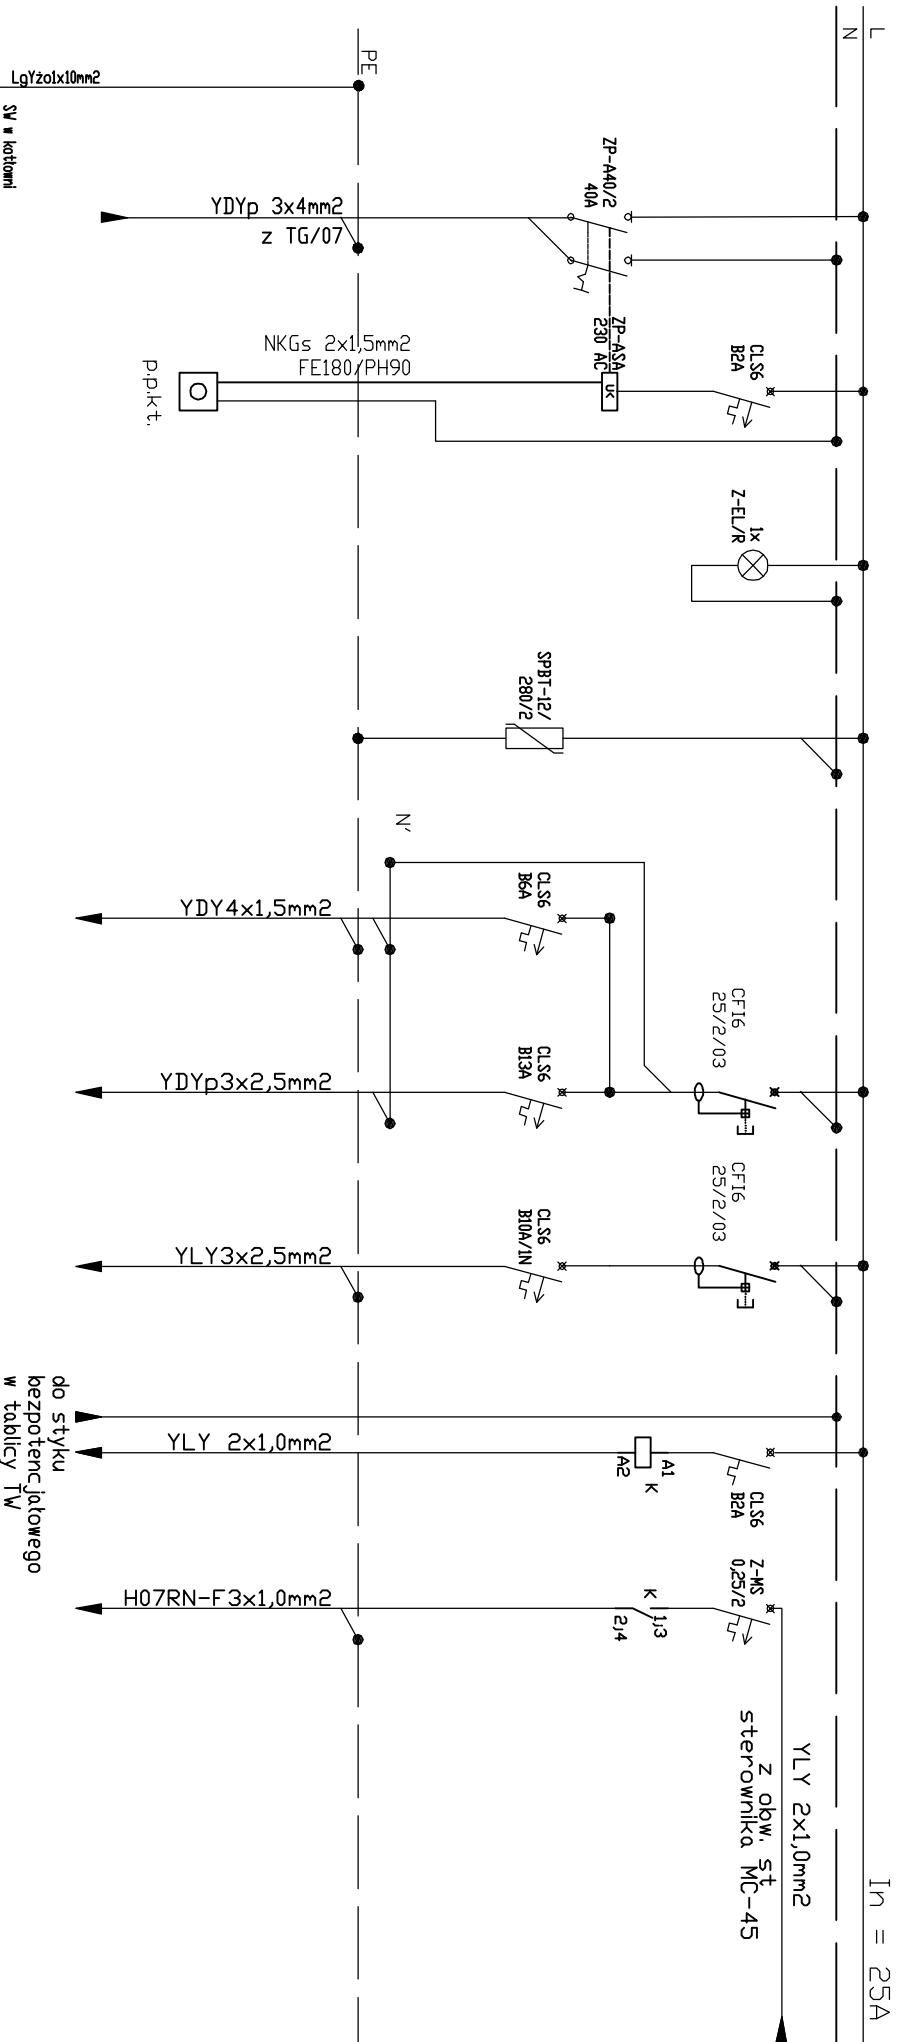 L
N
In = 25A
PE
LgYżo1x10mm2
SW w kotłowni
ZP-A40/2
40A
YDYp 3x4mm2
z TG/07
ZP-ASA
230 AC
UK
CLS6
B2A
NKGs 2x1,5mm2
FE180/PH90
p.p.k.t.
1x
Z-EL/R
SPBT-12/
280/2
N'
CLS6
B6A
YDY4x1,5mm2
CFI6
25/2/03
CLS6
B13A
YDYp3x2,5mm2
CFI6
25/2/03
CLS6
B10A/1N
YLY3x2,5mm2
CLS6
B2A
A1
K
A2
YLY 2x1,0mm2
do styku
bezpotencjałowego
w tablicy TW
Z-MS
0,25/2
K
1,3
2,4
H07RN-F3x1,0mm2
YLY 2x1,0mm2
z obw. st
sterownika MC-45